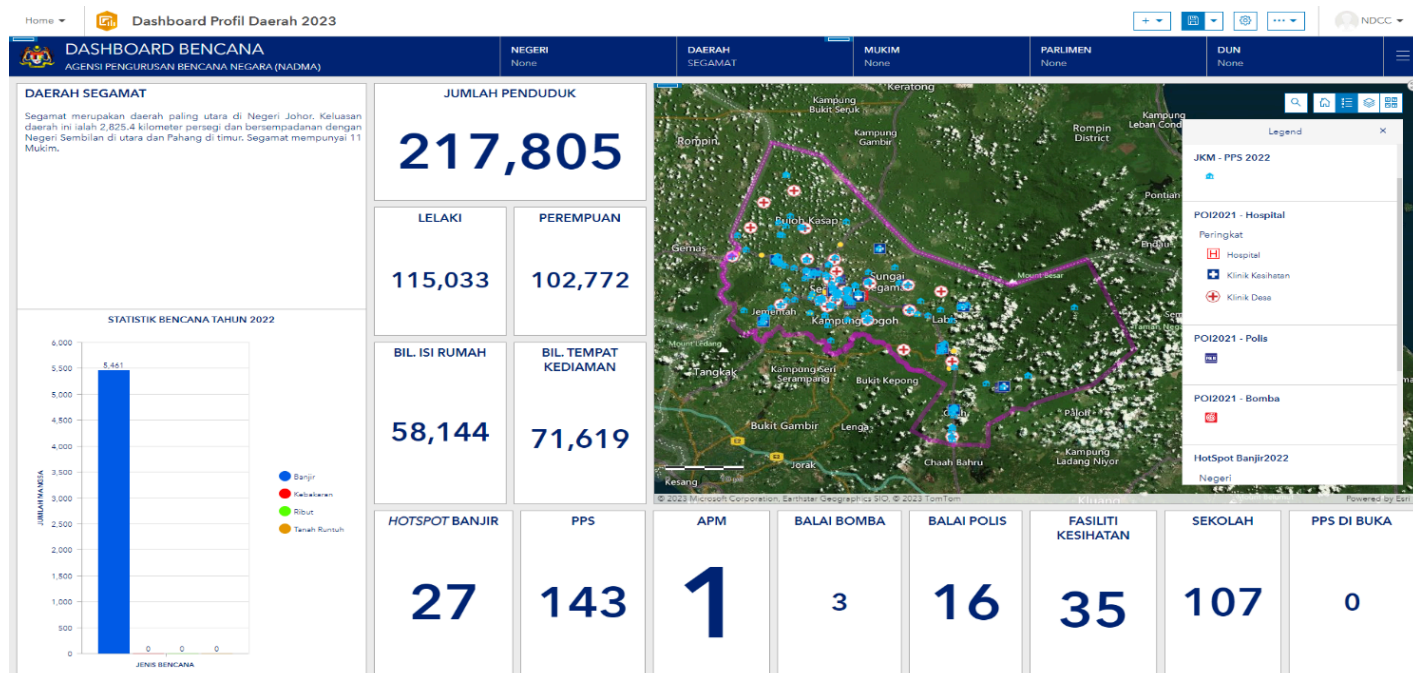 Home
Dashboard Profil Daerah 2023
NDCC
DASHBOARD BENCANA
AGENSI PENGURUSAN BENCANA NEGARA (NADMA)
NEGERI
None
DAERAH
SEGAMAT
MUKIM
None
PARLIMEN
None
DUN
None
DAERAH SEGAMAT
Segamat merupakan daerah paling utara di Negeri Johor. Keluasan
daerah ini ialah 2,825.4 kilometer persegi dan bersempadanan dengan
Negeri Sembilan di utara dan Pahang di timur. Segamat mempunyai 11
Mukim.
STATISTIK BENCANA TAHUN 2022
6,000
5,500
5,000
4,500
4,000
3,500
3,000
2,500
2,000
1,500
1,000
500
0
5,461
0
0
0
JUMLAH MANGSA
JENIS BENCANA
Banjir
Kebakaran
Ribut
Tanah Runtuh
JUMLAH PENDUDUK
217,805
LELAKI
115,033
PEREMPUAN
102,772
BIL. ISI RUMAH
58,144
BIL. TEMPAT
KEDIAMAN
71,619
Keratong
Kampung
Bukit Seruk
Kampung
Gambir
Rompin
Rompin
District
Kampung
Leban Cond
Pontian
Buloh Kasap
Gemas
Endau
Sungai
Segamat
Mount Besar
Jementah
Labis
Mount Ledang
Tangkak
Kampung Seri
Serampang
Bukit Kepong
Bukit Gambir
Lenga
Paloh
Kampung
Ladang Niyor
Jorak
Chaah Bahru
Kesang
Kluang
© 2023 Microsoft Corporation, Earthstar Geographics SIO, © 2023 TomTom
Powered by Esri
Legend
JKM - PPS 2022
POI2021 - Hospital
Peringkat
Hospital
Klinik Kesihatan
Klinik Desa
POI2021 - Polis
POI2021 - Bomba
HotSpot Banjir2022
Negeri
HOTSPOT BANJIR
27
PPS
143
APM
1
BALAI BOMBA
3
BALAI POLIS
16
FASILITI
KESIHATAN
35
SEKOLAH
107
PPS DI BUKA
0